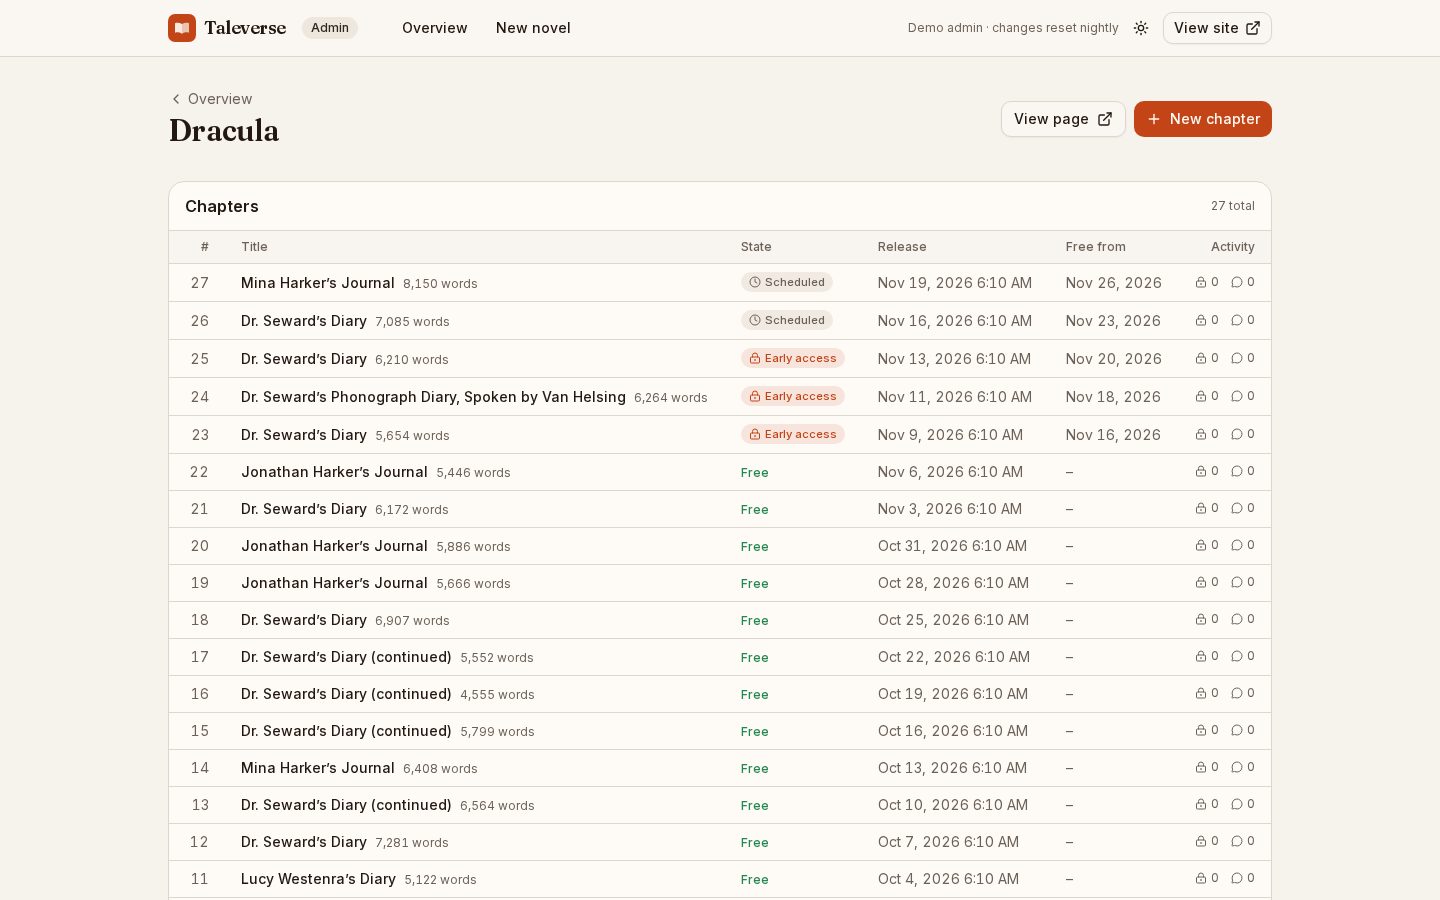 Taleverse Admin Overview New novel Demo admin · changes reset nightly View site
Overview
Dracula
View page New chapter
Chapters 27 total
# Title State Release Free from Activity
27 Mina Harker’s Journal 8,150 words Scheduled Nov 19, 2026 6:10 AM Nov 26, 2026 0 0
26 Dr. Seward’s Diary 7,085 words Scheduled Nov 16, 2026 6:10 AM Nov 23, 2026 0 0
25 Dr. Seward’s Diary 6,210 words Early access Nov 13, 2026 6:10 AM Nov 20, 2026 0 0
24 Dr. Seward’s Phonograph Diary, Spoken by Van Helsing 6,264 words Early access Nov 11, 2026 6:10 AM Nov 18, 2026 0 0
23 Dr. Seward’s Diary 5,654 words Early access Nov 9, 2026 6:10 AM Nov 16, 2026 0 0
22 Jonathan Harker’s Journal 5,446 words Free Nov 6, 2026 6:10 AM – 0 0
21 Dr. Seward’s Diary 6,172 words Free Nov 3, 2026 6:10 AM – 0 0
20 Jonathan Harker’s Journal 5,886 words Free Oct 31, 2026 6:10 AM – 0 0
19 Jonathan Harker’s Journal 5,666 words Free Oct 28, 2026 6:10 AM – 0 0
18 Dr. Seward’s Diary 6,907 words Free Oct 25, 2026 6:10 AM – 0 0
17 Dr. Seward’s Diary (continued) 5,552 words Free Oct 22, 2026 6:10 AM – 0 0
16 Dr. Seward’s Diary (continued) 4,555 words Free Oct 19, 2026 6:10 AM – 0 0
15 Dr. Seward’s Diary (continued) 5,799 words Free Oct 16, 2026 6:10 AM – 0 0
14 Mina Harker’s Journal 6,408 words Free Oct 13, 2026 6:10 AM – 0 0
13 Dr. Seward’s Diary (continued) 6,564 words Free Oct 10, 2026 6:10 AM – 0 0
12 Dr. Seward’s Diary 7,281 words Free Oct 7, 2026 6:10 AM – 0 0
11 Lucy Westenra’s Diary 5,122 words Free Oct 4, 2026 6:10 AM – 0 0